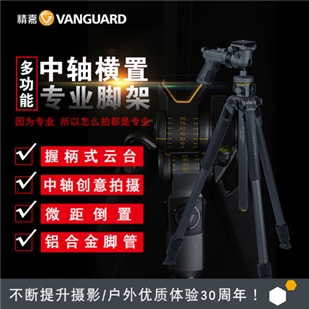 精嘉 VANGUARD
多功能
中轴横置
专业脚架
因为专业 所以怎么拍都是专业
握柄式云台
中轴创意拍摄
微距倒置
铝合金脚管
不断提升摄影/户外优质体验30周年！